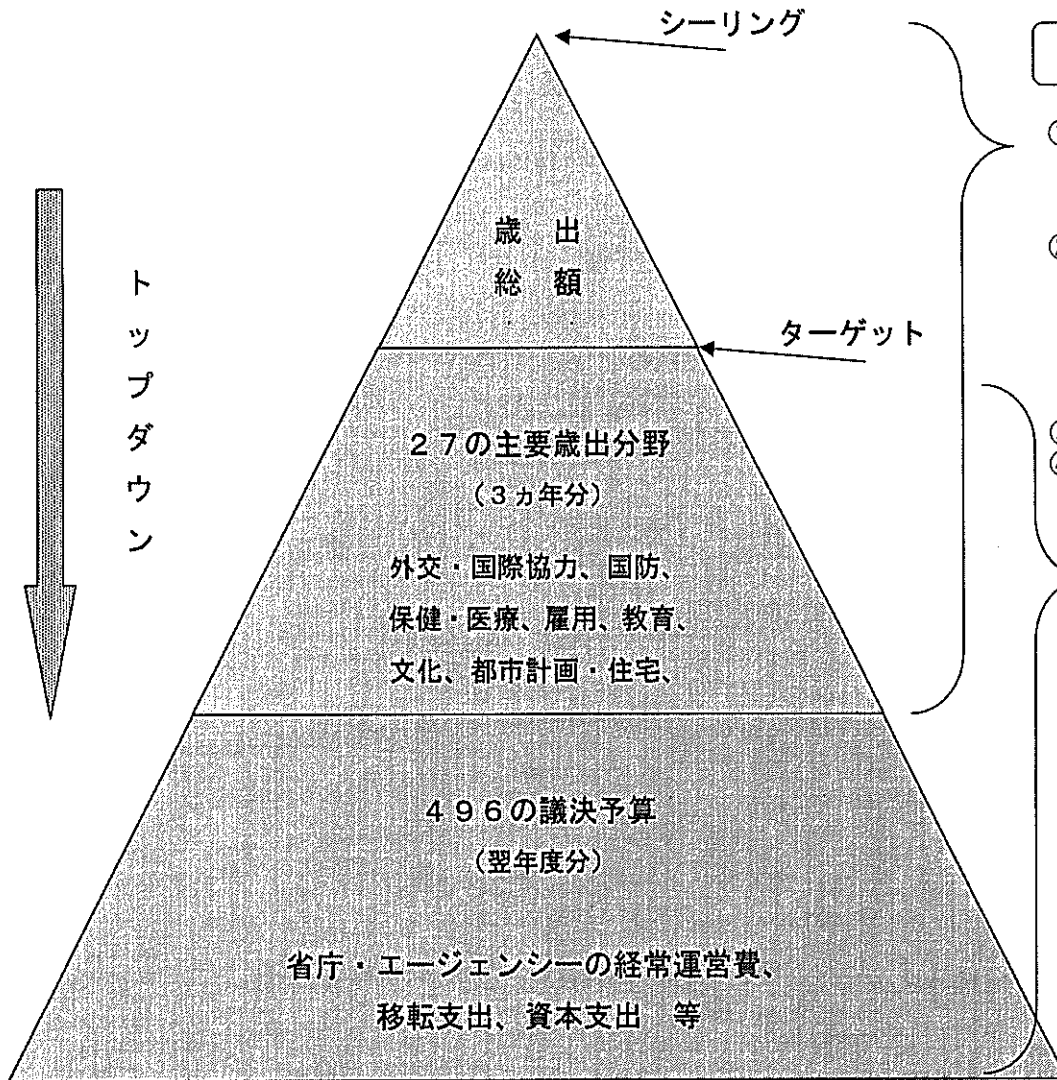 シーリング
歳 出
総 額
ターゲット
トップダウン
27の主要歳出分野
(3ヵ年分)
外交・国際協力、国防、
保健・医療、雇用、教育、
文化、都市計画・住宅、
496の議決予算
(翌年度分)
省庁・エージェンシーの経常運営費、
移転支出、資本支出 等